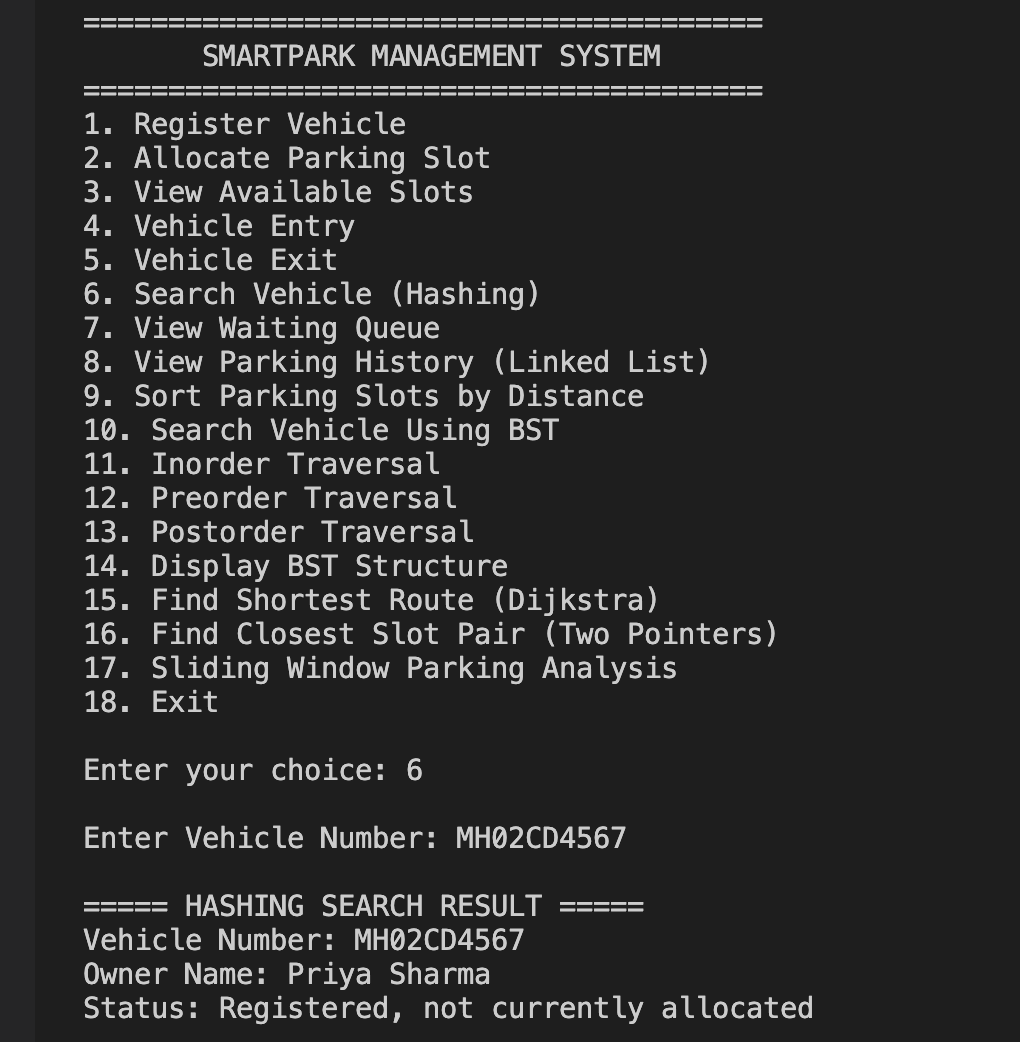 ========================================
SMARTPARK MANAGEMENT SYSTEM
========================================
1. Register Vehicle
2. Allocate Parking Slot
3. View Available Slots
4. Vehicle Entry
5. Vehicle Exit
6. Search Vehicle (Hashing)
7. View Waiting Queue
8. View Parking History (Linked List)
9. Sort Parking Slots by Distance
10. Search Vehicle Using BST
11. Inorder Traversal
12. Preorder Traversal
13. Postorder Traversal
14. Display BST Structure
15. Find Shortest Route (Dijkstra)
16. Find Closest Slot Pair (Two Pointers)
17. Sliding Window Parking Analysis
18. Exit
Enter your choice: 6
Enter Vehicle Number: MH02CD4567
===== HASHING SEARCH RESULT =====
Vehicle Number: MH02CD4567
Owner Name: Priya Sharma
Status: Registered, not currently allocated